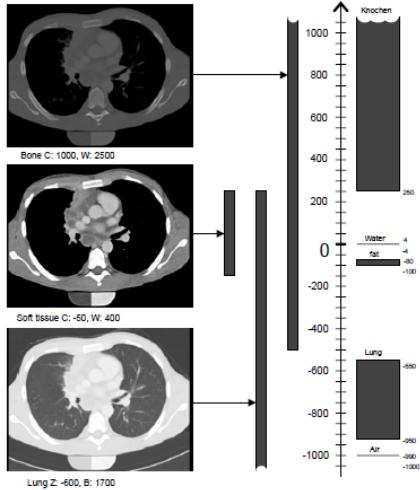 Knochen
1000
800
600
400
200
0
-200
-400
-600
-800
-1000
250
Water
4
-4
fat
-80
-100
Lung
-550
-950
Air
-990
-1000
Bone C: 1000, W: 2500
Soft tissue C: -50, W: 400
Lung Z: -600, B: 1700